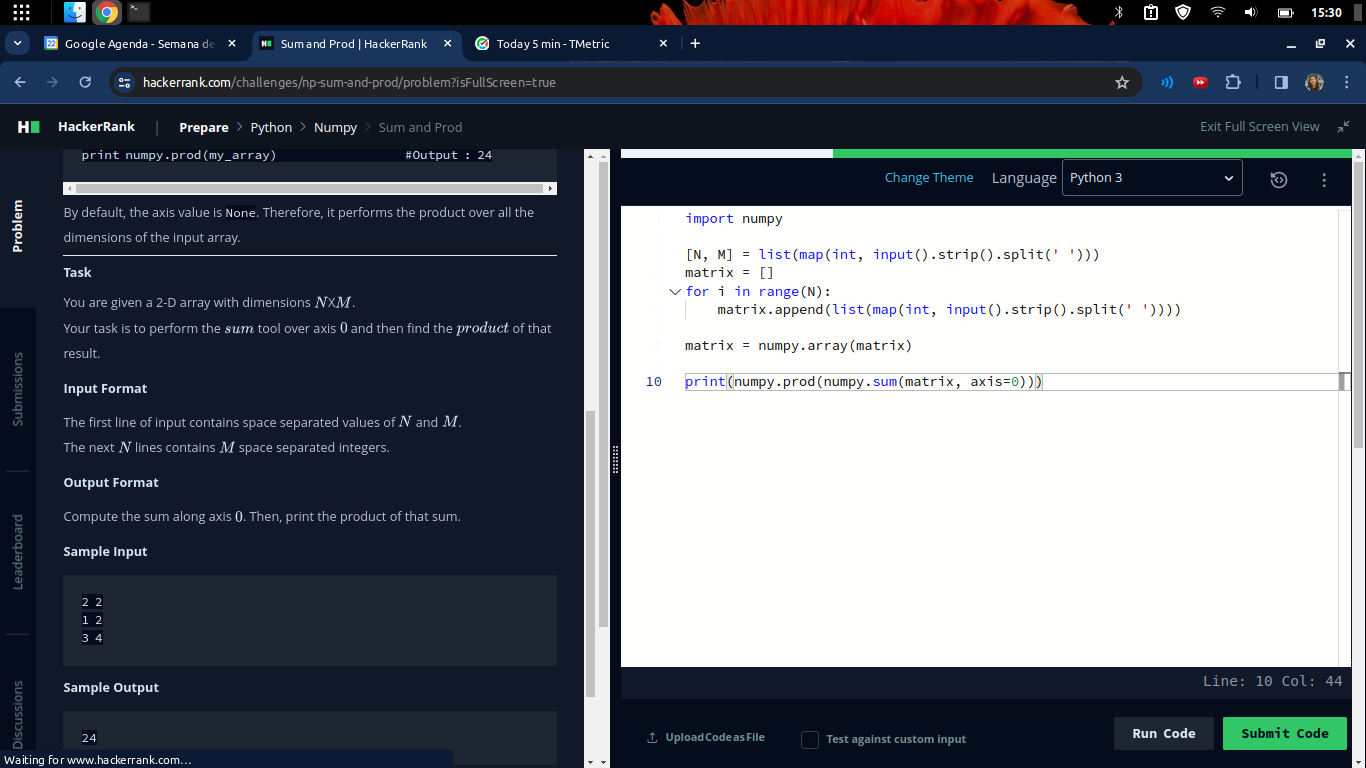 15:30
Google Agenda - Semana de
Sum and Prod | HackerRank
Today 5 min - TMetric
hackerrank.com/challenges/np-sum-and-prod/problem?isFullScreen=true
HackerRank | Prepare > Python > Numpy > Sum and Prod
Exit Full Screen View
Problem
Submissions
Leaderboard
Discussions
print numpy.prod(my_array) #Output : 24
By default, the axis value is None. Therefore, it performs the product over all the
dimensions of the input array.
Task
You are given a 2-D array with dimensions NXM.
Your task is to perform the sum tool over axis 0 and then find the product of that
result.
Input Format
The first line of input contains space separated values of N and M.
The next N lines contains M space separated integers.
Output Format
Compute the sum along axis 0. Then, print the product of that sum.
Sample Input
2 2
1 2
3 4
Sample Output
24
Waiting for www.hackerrank.com...
Change Theme Language Python 3
import numpy
[N, M] = list(map(int, input().strip().split(' ')))
matrix = []
for i in range(N):
    matrix.append(list(map(int, input().strip().split(' '))))
matrix = numpy.array(matrix)
10 print(numpy.prod(numpy.sum(matrix, axis=0)))
Line: 10 Col: 44
Upload Code as File
Test against custom input
Run Code
Submit Code